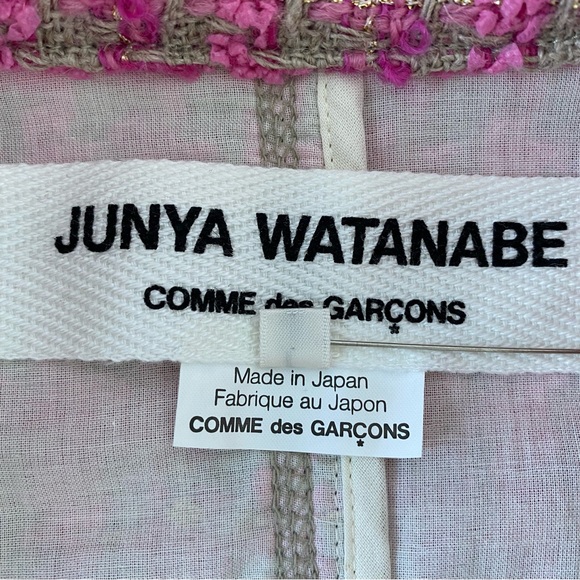 JUNYA WATANABE
COMME des GARÇONS
Made in Japan
Fabrique au Japon
COMME des GARÇONS